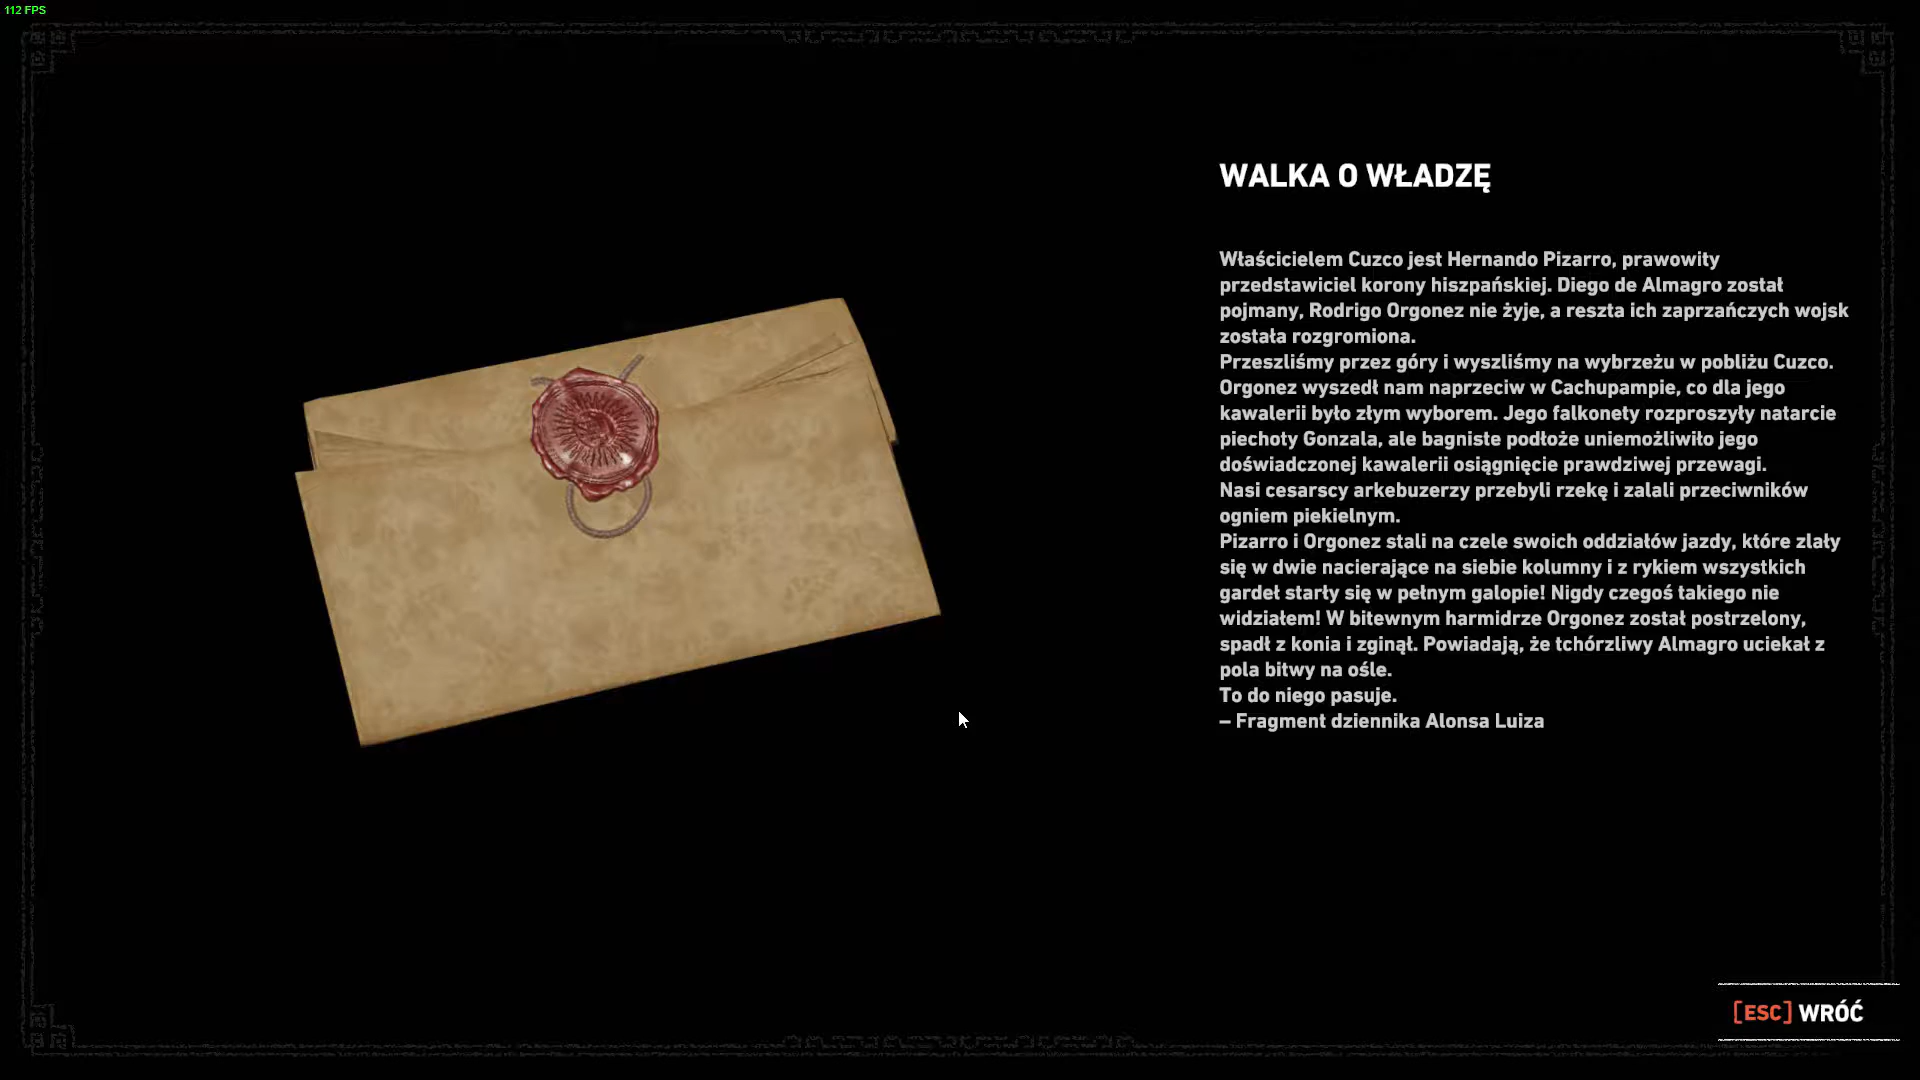 112 FPS
WALKA O WŁADZĘ
Właścicielem Cuzco jest Hernando Pizarro, prawowity
przedstawiciel korony hiszpańskiej. Diego de Almagro został
pojmany, Rodrigo Orgonez nie żyje, a reszta ich zaprzańczych wojsk
została rozgromiona.
Przeszliśmy przez góry i wyszliśmy na wybrzeżu w pobliżu Cuzco.
Orgonez wyszedł nam naprzeciw w Cachupampie, co dla jego
kawalerii było złym wyborem. Jego falkonety rozproszyły natarcie
piechoty Gonzala, ale bagniste podłoże uniemożliwiło jego
doświadczonej kawalerii osiągnięcie prawdziwej przewagi.
Nasi cesarscy arkebuzerzy przebyli rzekę i zalali przeciwników
ogniem piekielnym.
Pizarro i Orgonez stali na czele swoich oddziałów jazdy, które zlały
się w dwie nacierające na siebie kolumny i z rykiem wszystkich
gardeł starły się w pełnym galopie! Nigdy czegoś takiego nie
widziałem! W bitewnym harmidrze Orgonez został postrzelony,
spadł z konia i zginął. Powiadają, że tchórzliwy Almagro uciekał z
pola bitwy na ośle.
To do niego pasuje.
– Fragment dziennika Alonsa Luiza
[ESC] WRÓĆ